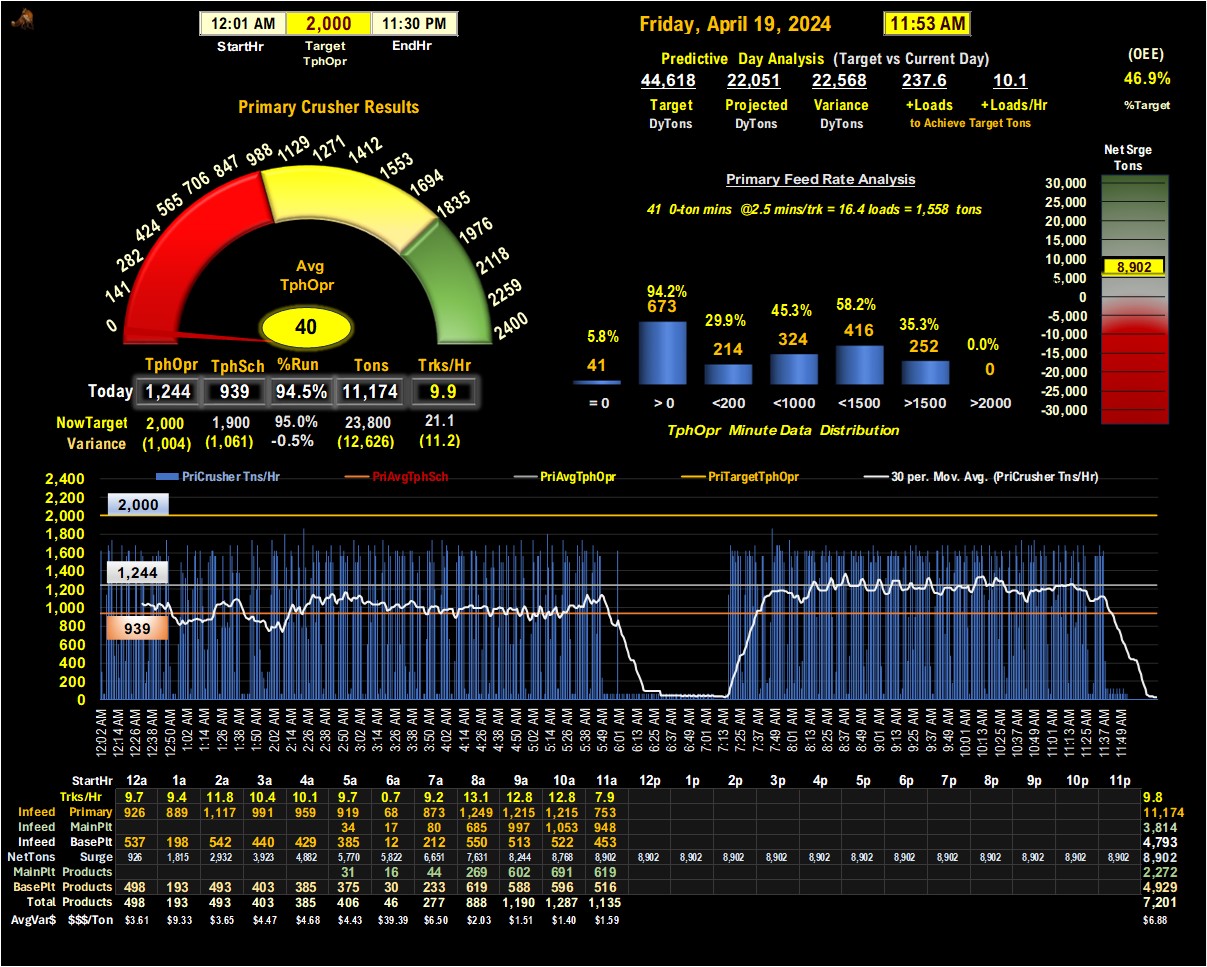 12:01 AM 2,000 11:30 PM
StartHr Target TphOpr EndHr
Friday, April 19, 2024 11:53 AM
Predictive Day Analysis (Target vs Current Day)
44,618 22,051 22,568 237.6 10.1
Target Projected Variance +Loads +Loads/Hr
DyTons DyTons DyTons to Achieve Target Tons
(OEE)
46.9%
%Target
Primary Crusher Results
0 141 282 424 565 706 847 988 1129 1271 1412 1553 1694 1835 1976 2118 2259 2400
Avg
TphOpr
40
TphOpr TphSch %Run Tons Trks/Hr
Today 1,244 939 94.5% 11,174 9.9
NowTarget 2,000 1,900 95.0% 23,800 21.1
Variance (1,004) (1,061) -0.5% (12,626) (11.2)
Primary Feed Rate Analysis
41 0-ton mins @2.5 mins/trk = 16.4 loads = 1,558 tons
5.8% 94.2% 29.9% 45.3% 58.2% 35.3% 0.0%
41 673 214 324 416 252 0
= 0 > 0 <200 <1000 <1500 >1500 >2000
TphOpr Minute Data Distribution
Net Srge
Tons
30,000
25,000
20,000
15,000
10,000
8,902
5,000
0
-5,000
-10,000
-15,000
-20,000
-25,000
-30,000
PriCrusher Tns/Hr PriAvgTphSch PriAvgTphOpr PriTargetTphOpr 30 per. Mov. Avg. (PriCrusher Tns/Hr)
2,400
2,200
2,000
1,800
1,600
1,400
1,200
1,000
800
600
400
200
0
2,000
1,244
939
12:02 AM 12:14 AM 12:26 AM 12:38 AM 12:50 AM 1:02 AM 1:14 AM 1:26 AM 1:38 AM 1:50 AM 2:02 AM 2:14 AM 2:26 AM 2:38 AM 2:50 AM 3:02 AM 3:14 AM 3:26 AM 3:38 AM 3:50 AM 4:02 AM 4:14 AM 4:26 AM 4:38 AM 4:50 AM 5:02 AM 5:14 AM 5:26 AM 5:37 AM 5:49 AM 6:01 AM 6:13 AM 6:25 AM 6:37 AM 6:49 AM 7:01 AM 7:13 AM 7:25 AM 7:37 AM 7:49 AM 8:01 AM 8:13 AM 8:25 AM 8:37 AM 8:49 AM 9:01 AM 9:13 AM 9:25 AM 9:37 AM 9:49 AM 10:01 AM 10:13 AM 10:25 AM 10:37 AM 10:49 AM 11:01 AM 11:13 AM 11:25 AM 11:37 AM 11:49 AM
StartHr 12a 1a 2a 3a 4a 5a 6a 7a 8a 9a 10a 11a 12p 1p 2p 3p 4p 5p 6p 7p 8p 9p 10p 11p
Trks/Hr 9.7 9.4 11.8 10.4 10.1 9.7 0.7 9.2 13.1 12.8 12.8 7.9 9.8
Infeed Primary 926 889 1,117 991 959 919 68 873 1,249 1,215 1,215 753 11,174
Infeed MainPlt 34 17 80 685 997 1,053 948 3,814
Infeed BasePlt 537 198 542 440 429 385 12 212 550 513 522 453 4,793
NetTons Surge 926 1,815 2,932 3,923 4,882 5,770 5,822 6,651 7,631 8,244 8,768 8,902 8,902 8,902 8,902 8,902 8,902 8,902 8,902 8,902 8,902 8,902 8,902 8,902 8,902
MainPlt Products 31 16 44 269 602 691 619 2,272
BasePlt Products 498 193 493 403 385 375 30 233 619 588 596 516 4,929
Total Products 498 193 493 403 385 406 46 277 888 1,190 1,287 1,135 7,201
AvgVar$ $$$/Ton $3.61 $9.33 $3.65 $4.47 $4.68 $4.43 $39.39 $6.50 $2.03 $1.51 $1.40 $1.59 $6.88